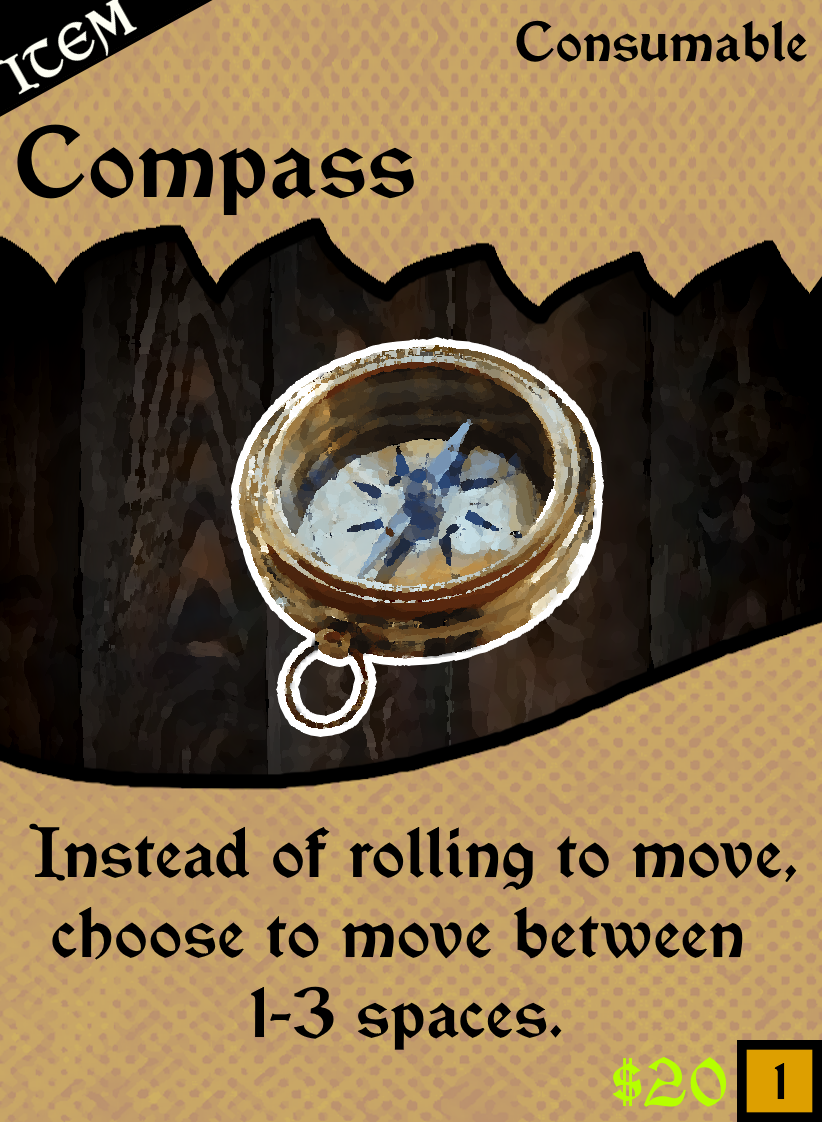 ITEM
Consumable
Compass
Instead of rolling to move,
choose to move between
1-3 spaces.
$20
1